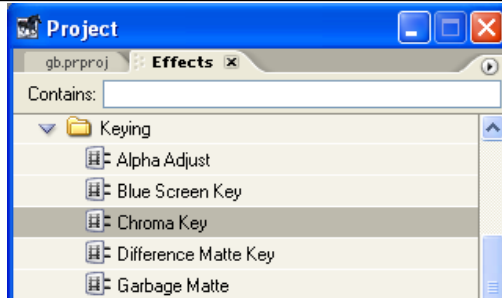 Project
gb.prproj Effects
Contains:
Keying
Alpha Adjust
Blue Screen Key
Chroma Key
Difference Matte Key
Garbage Matte